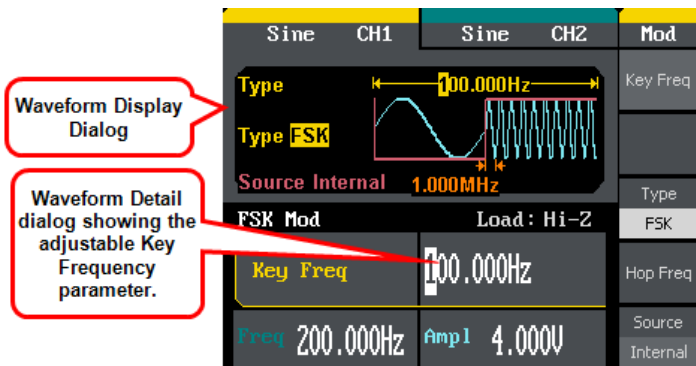 Sine CH1
Sine CH2
Mod
Waveform Display
Dialog
Type
100.000Hz
Key Freq
Type FSK
Source Internal
1.000MHz
Type
FSK
Waveform Detail
dialog showing the
adjustable Key
Frequency
parameter.
FSK Mod
Load: Hi-Z
Key Freq
100.000Hz
Hop Freq
Freq 200.000Hz
Ampl 4.000V
Source
Internal